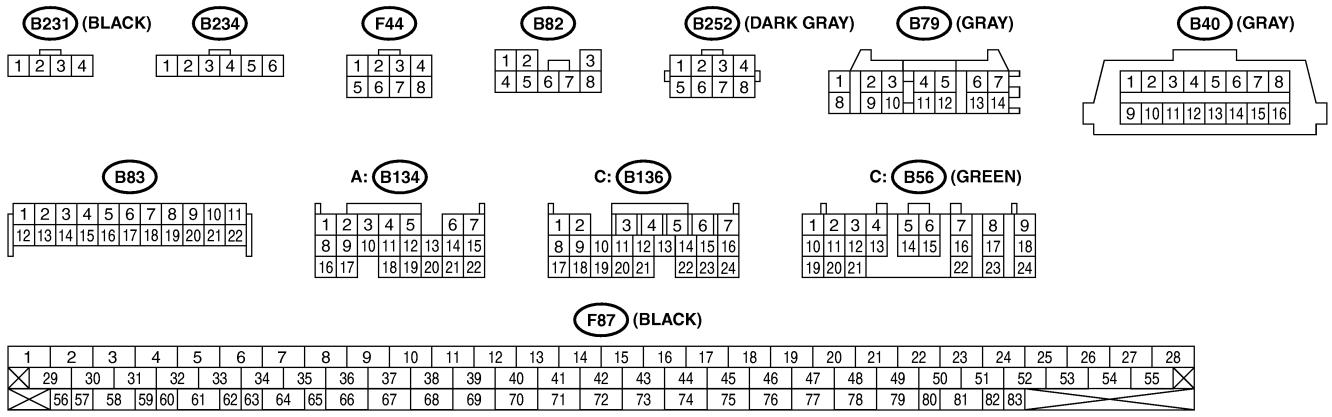 B231 (BLACK) B234 F44 B82 B252 (DARK GRAY) B79 (GRAY) B40 (GRAY)
1 2 3 4
1 2 3 4 5 6
1 2 3 4
5 6 7 8
1 2 3
4 5 6 7 8
1 2 3 4
5 6 7 8
1 2 3 4 5 6 7
8 9 10 11 12 13 14
1 2 3 4 5 6 7 8
9 10 11 12 13 14 15 16
B83 A: B134 C: B136 C: B56 (GREEN)
1 2 3 4 5 6 7 8 9 10 11
12 13 14 15 16 17 18 19 20 21 22
1 2 3 4 5 6 7
8 9 10 11 12 13 14 15
16 17 18 19 20 21 22
1 2 3 4 5 6 7
8 9 10 11 12 13 14 15 16
17 18 19 20 21 22 23 24
1 2 3 4 5 6 7 8 9
10 11 12 13 14 15 16 17 18
19 20 21 22 23 24
F87 (BLACK)
1 2 3 4 5 6 7 8 9 10 11 12 13 14 15 16 17 18 19 20 21 22 23 24 25 26 27 28
29 30 31 32 33 34 35 36 37 38 39 40 41 42 43 44 45 46 47 48 49 50 51 52 53 54 55
56 57 58 59 60 61 62 63 64 65 66 67 68 69 70 71 72 73 74 75 76 77 78 79 80 81 82 83